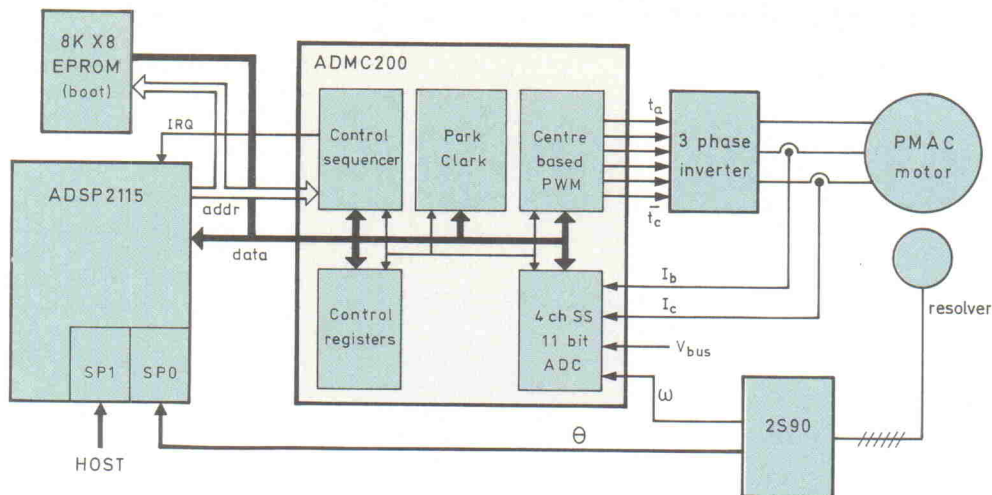 8K X8
EPROM
(boot)
ADMC200
IRQ
Control
sequencer
Park
Clark
Centre
based
PWM
t_a
t̅_c
3 phase
inverter
PMAC
motor
ADSP2115
addr
data
Control
registers
4 ch SS
11 bit
ADC
I_b
I_c
V_bus
ω
resolver
SP1
SP0
2S90
θ
HOST